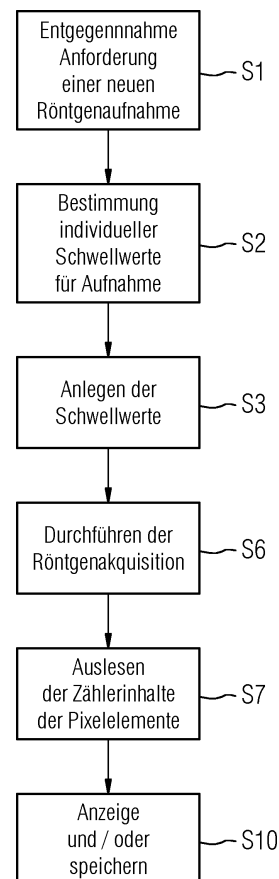 Entgegennnahme
Anforderung
einer neuen
Röntgenaufnahme
S1
Bestimmung
individueller
Schwellwerte
für Aufnahme
S2
Anlegen der
Schwellwerte
S3
Durchführen der
Röntgenakquisition
S6
Auslesen
der Zählerinhalte
der Pixelelemente
S7
Anzeige
und / oder
speichern
S10